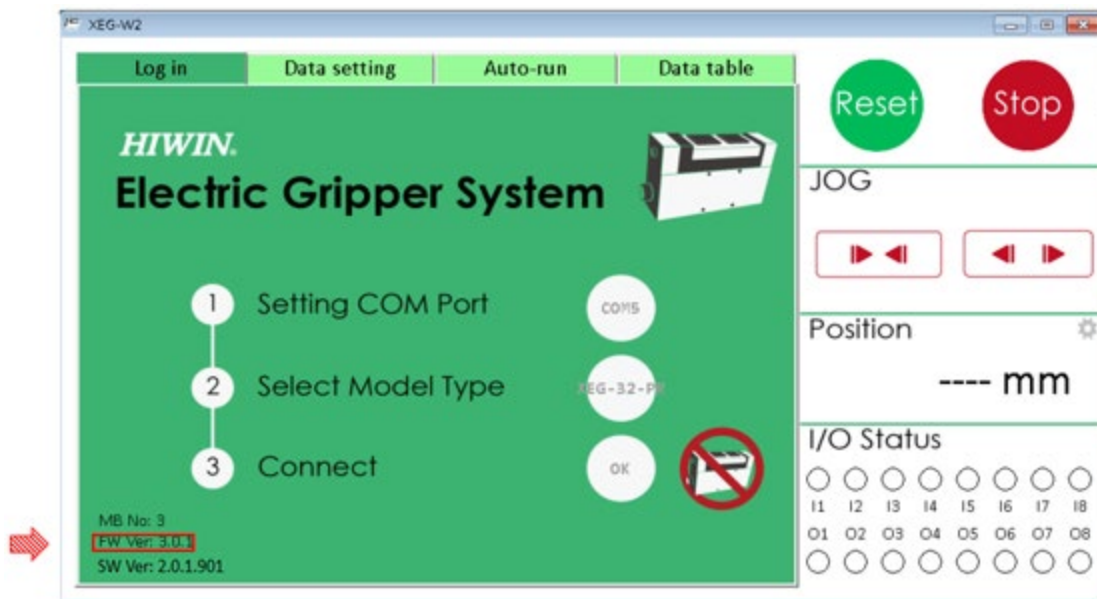 XEG-W2
Log in
Data setting
Auto-run
Data table
HIWIN.
Electric Gripper System
1 Setting COM Port COM5
2 Select Model Type XEG-32-PR
3 Connect OK
MB No: 3
FW Ver: 3.0.1
SW Ver: 2.0.1.901
Reset
Stop
JOG
Position
---- mm
I/O Status
I1 I2 I3 I4 I5 I6 I7 I8
O1 O2 O3 O4 O5 O6 O7 O8